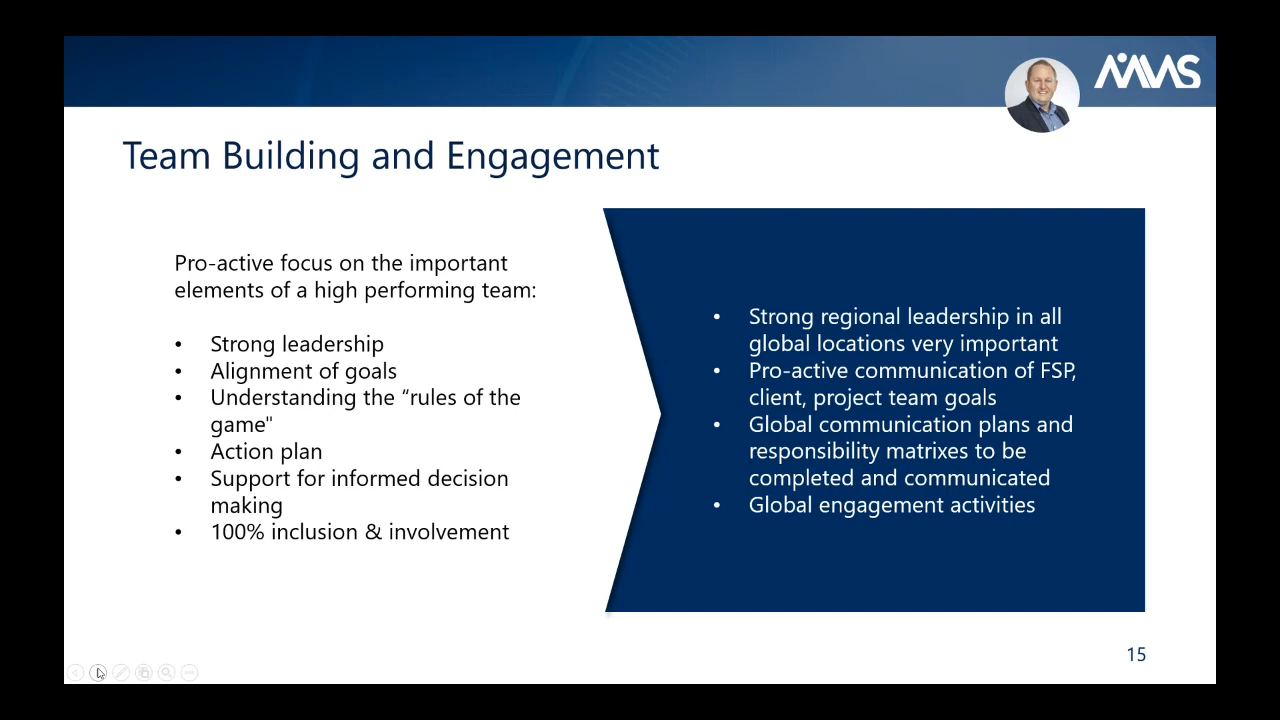 MMS
Team Building and Engagement
Pro-active focus on the important
elements of a high performing team:
• Strong leadership
• Alignment of goals
• Understanding the “rules of the
game"
• Action plan
• Support for informed decision
making
• 100% inclusion & involvement
• Strong regional leadership in all
global locations very important
• Pro-active communication of FSP,
client, project team goals
• Global communication plans and
responsibility matrixes to be
completed and communicated
• Global engagement activities
15